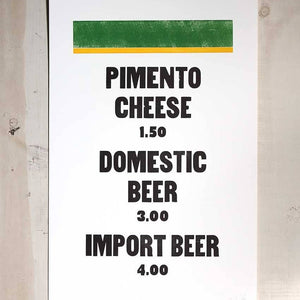 PIMENTO
CHEESE
1.50
DOMESTIC
BEER
3.00
IMPORT BEER
4.00